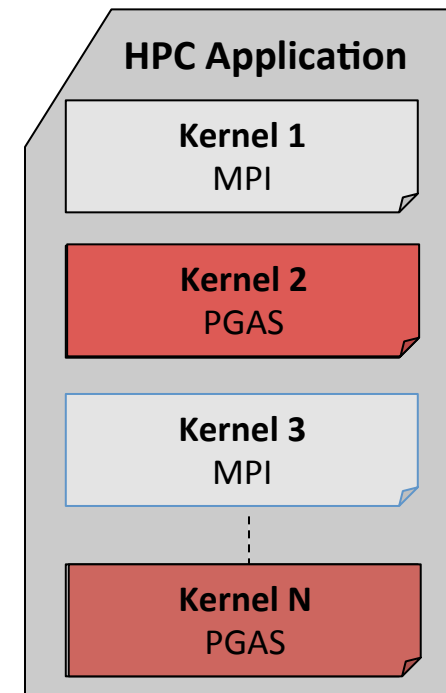 HPC Application
Kernel 1
MPI
Kernel 2
PGAS
Kernel 3
MPI
Kernel N
PGAS